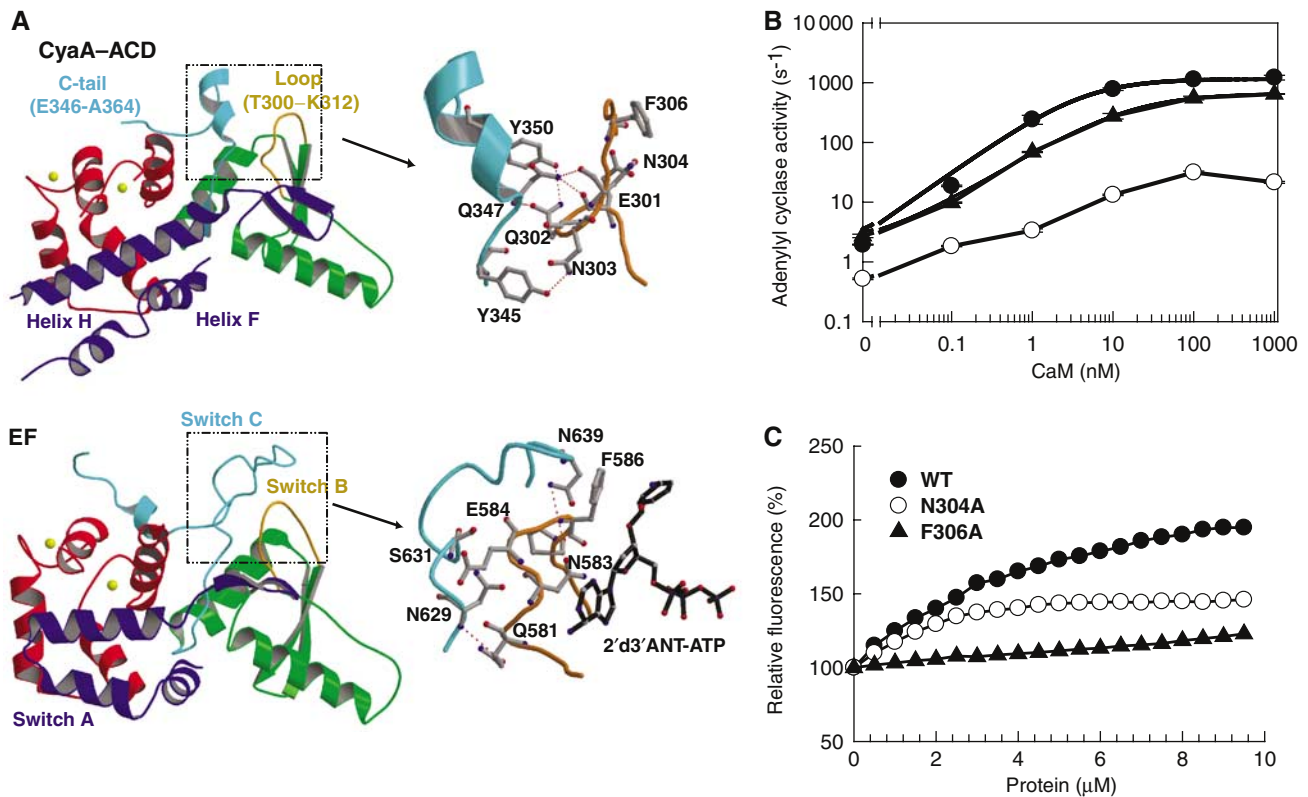 A
CyaA–ACD
C-tail
(E346-A364)
Loop
(T300–K312)
Helix H
Helix F
Y350
F306
N304
E301
Q347
Q302
N303
Y345
EF
Switch C
Switch B
Switch A
N639
F586
E584
S631
N583
N629
Q581
2′d3′ANT-ATP
B
Adenylyl cyclase activity (s-1)
10 000
1000
100
10
1
0.1
0 0.1 1 10 100 1000
CaM (nM)
C
Relative fluorescence (%)
250
200
150
100
50
WT
N304A
F306A
0 2 4 6 8 10
Protein (μM)